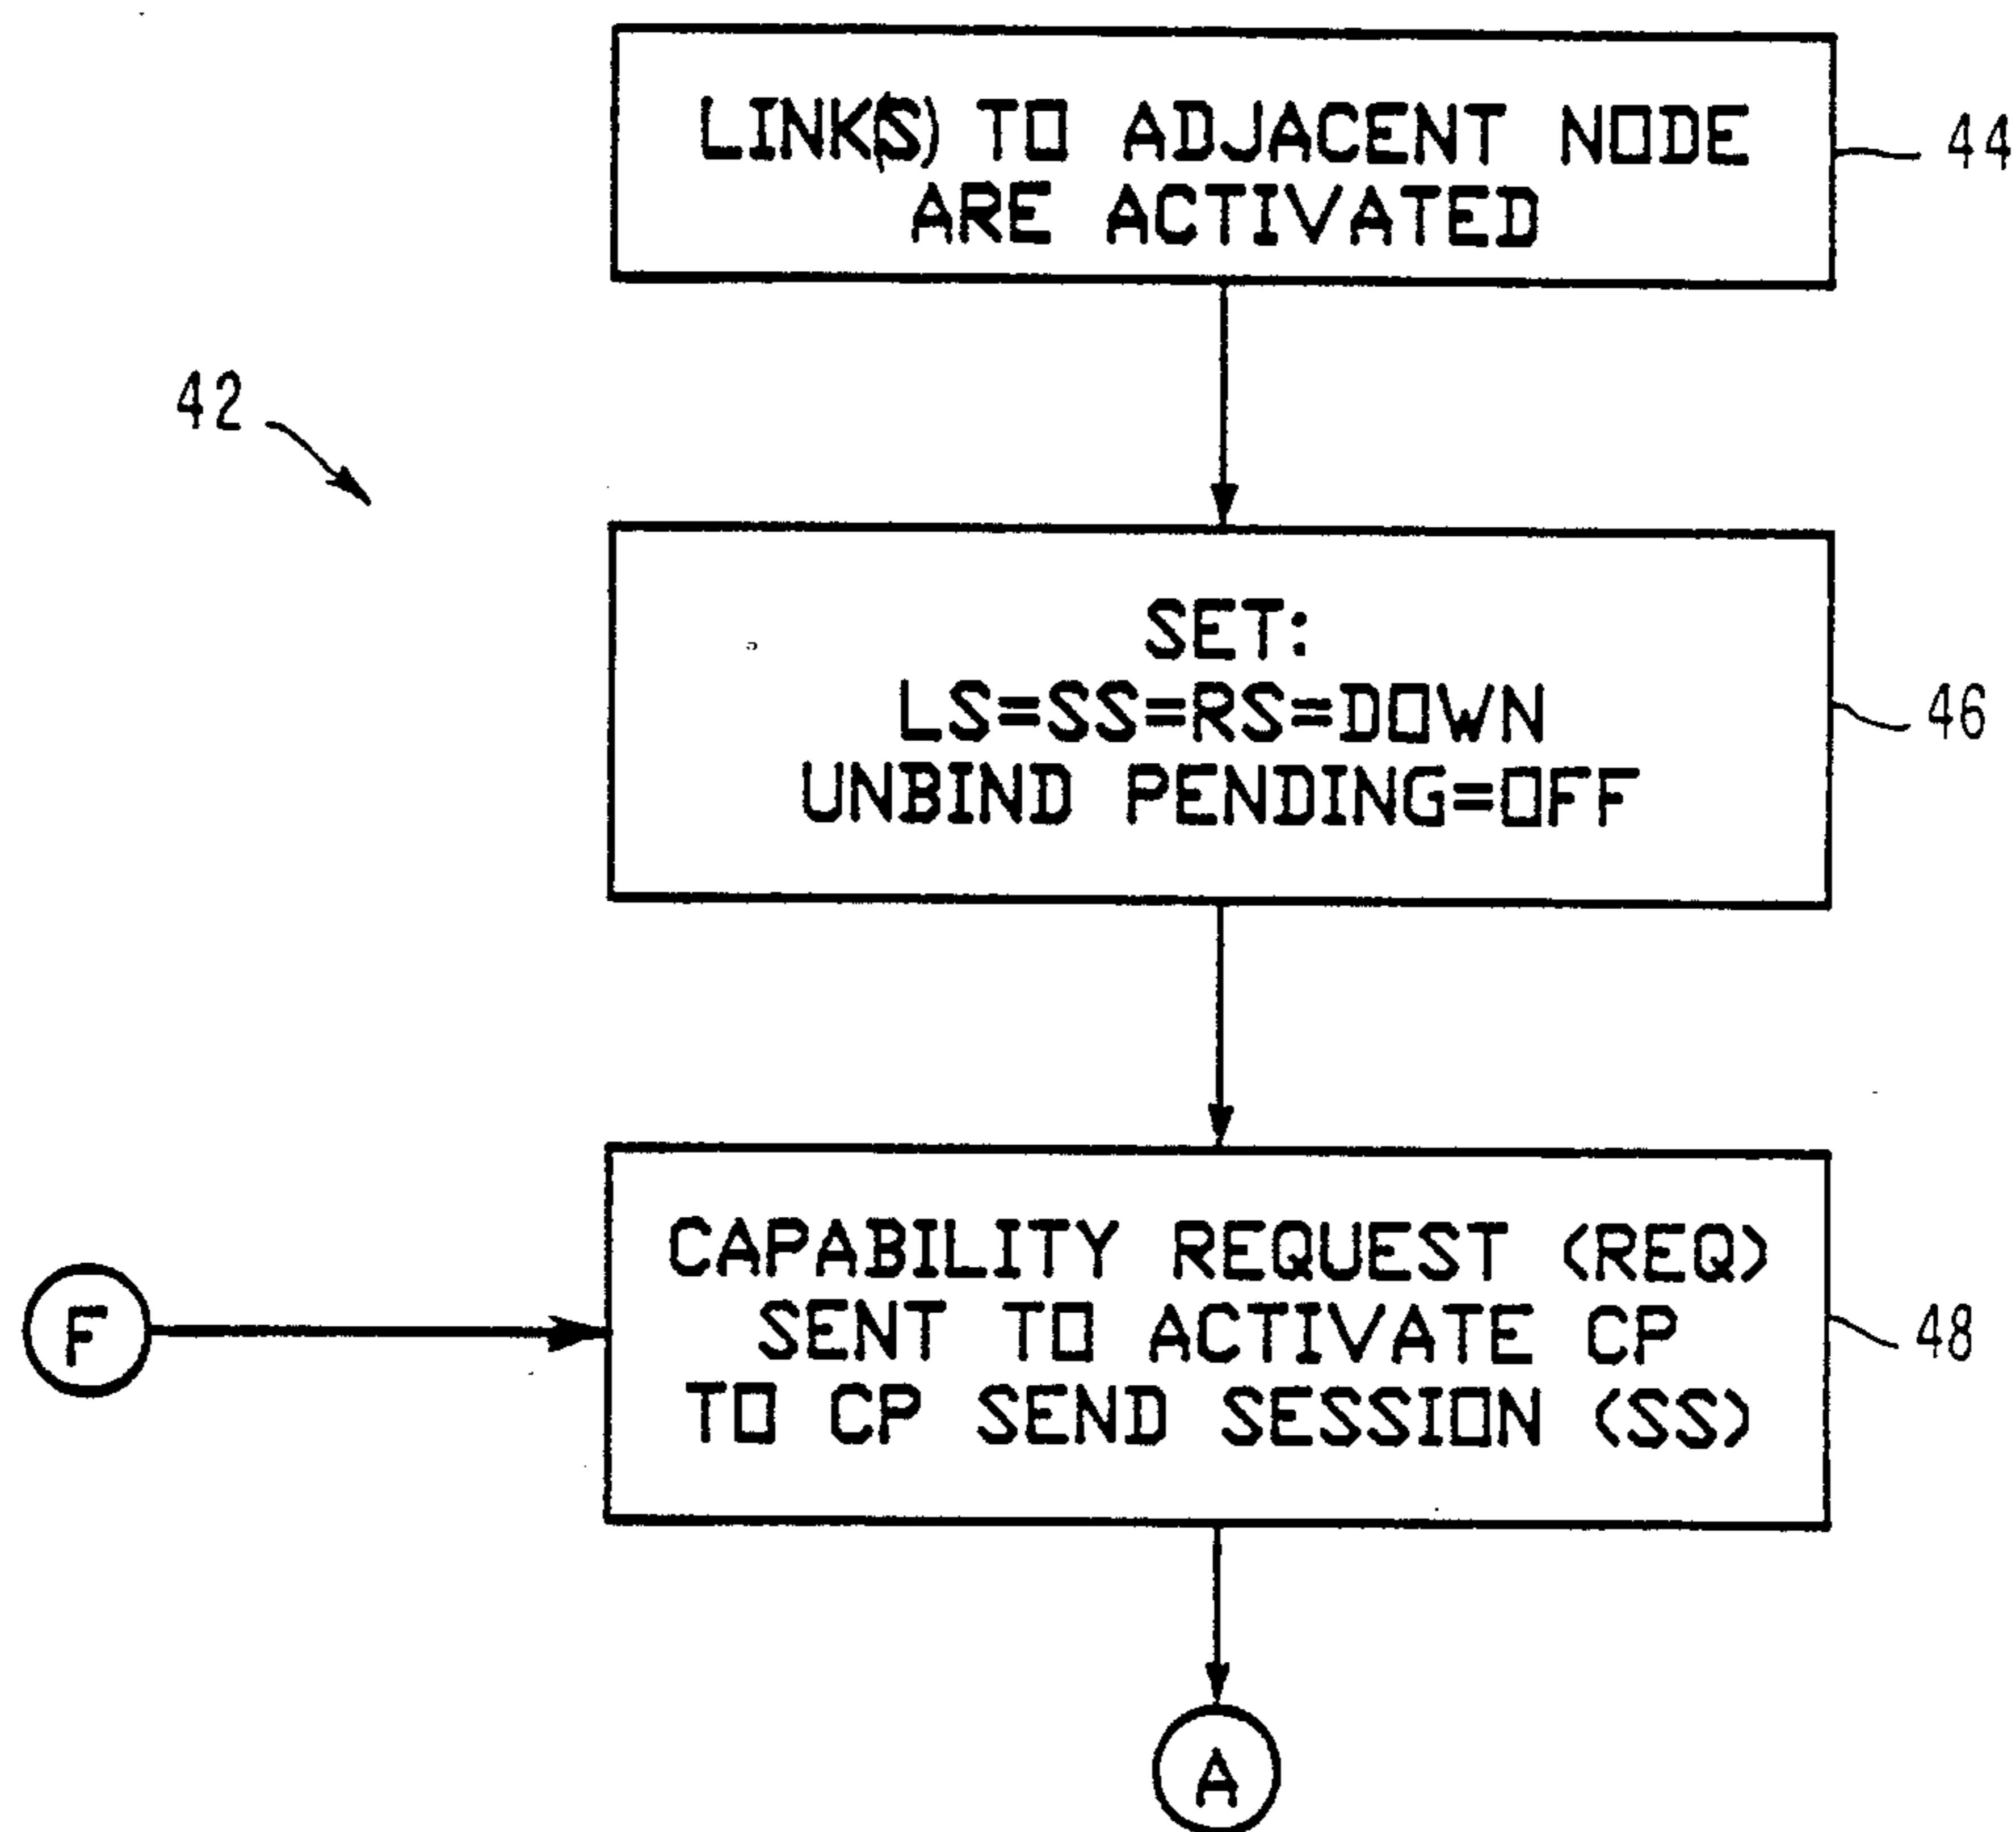 LINK(S) TO ADJACENT NODE
ARE ACTIVATED
44
42
SET:
LS=SS=RS=DOWN
UNBIND PENDING=OFF
46
CAPABILITY REQUEST (REQ)
SENT TO ACTIVATE CP
TO CP SEND SESSION (SS)
48
F
A